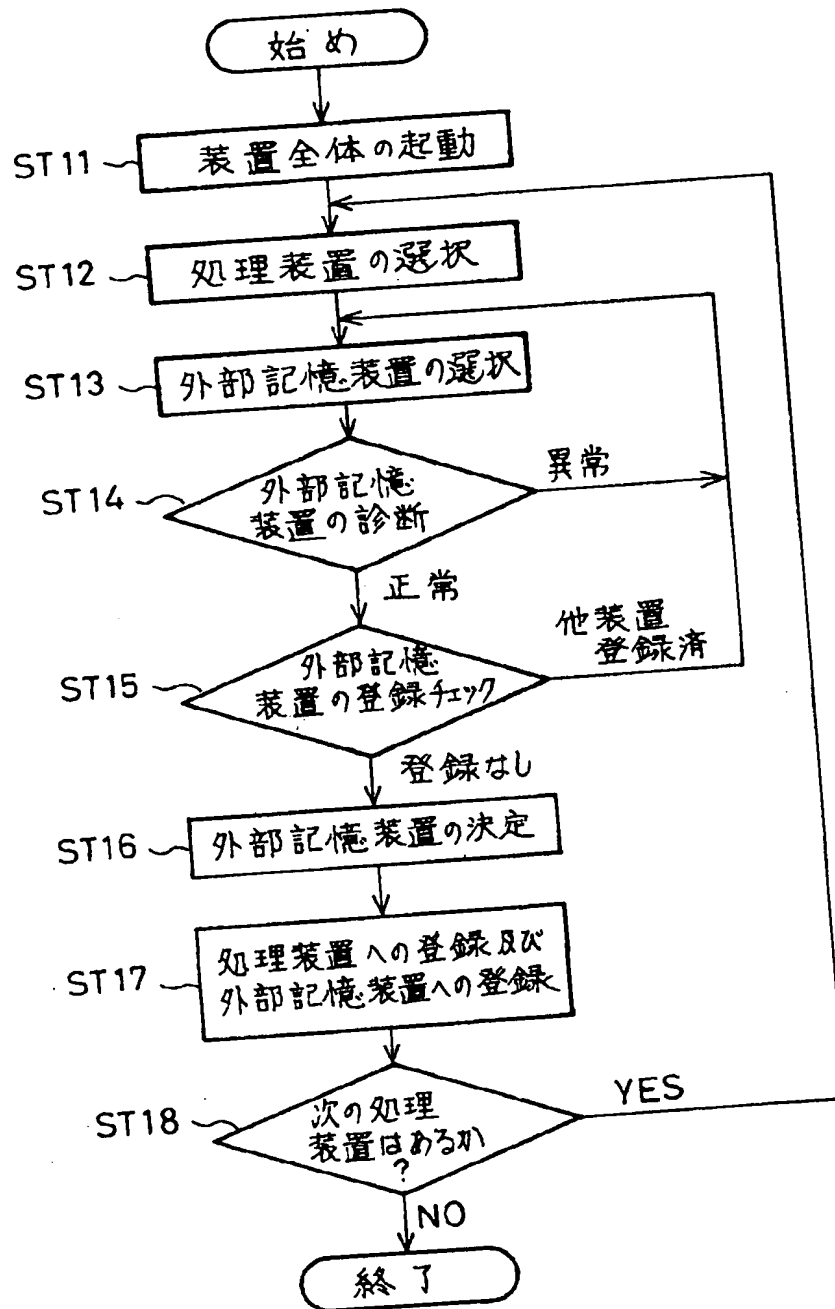 始め
ST11
装置全体の起動
ST12
処理装置の選択
ST13
外部記憶装置の選択
ST14
外部記憶
装置の診断
異常
正常
ST15
外部記憶
装置の登録チェック
他装置
登録済
登録なし
ST16
外部記憶装置の決定
ST17
処理装置への登録及び
外部記憶装置への登録
ST18
次の処理
装置はあるか
?
YES
NO
終了